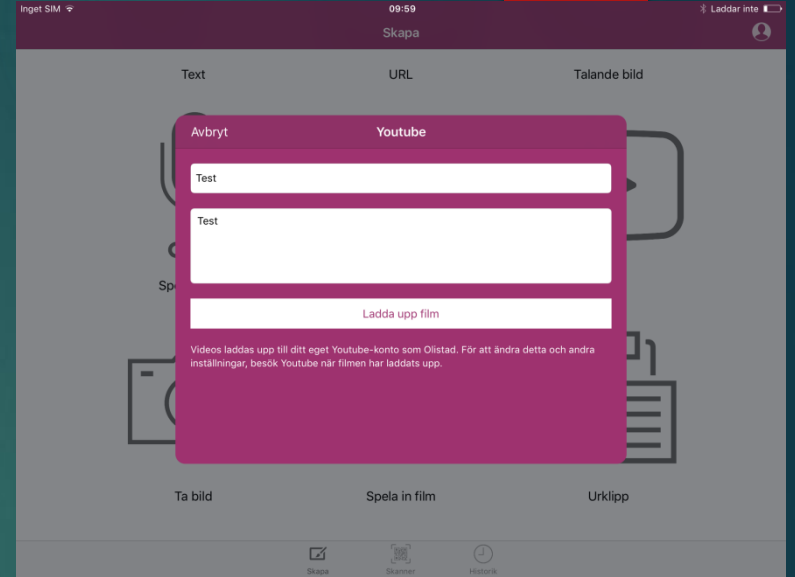 Inget SIM 09:59 Laddar inte
Skapa
Text URL Talande bild
Avbryt Youtube
Test
Test
Sp
Ladda upp film
Videos laddas upp till ditt eget Youtube-konto som Olistad. För att ändra detta och andra
inställningar, besök Youtube när filmen har laddats upp.
Ta bild Spela in film Urklipp
Skapa Skanner Historik